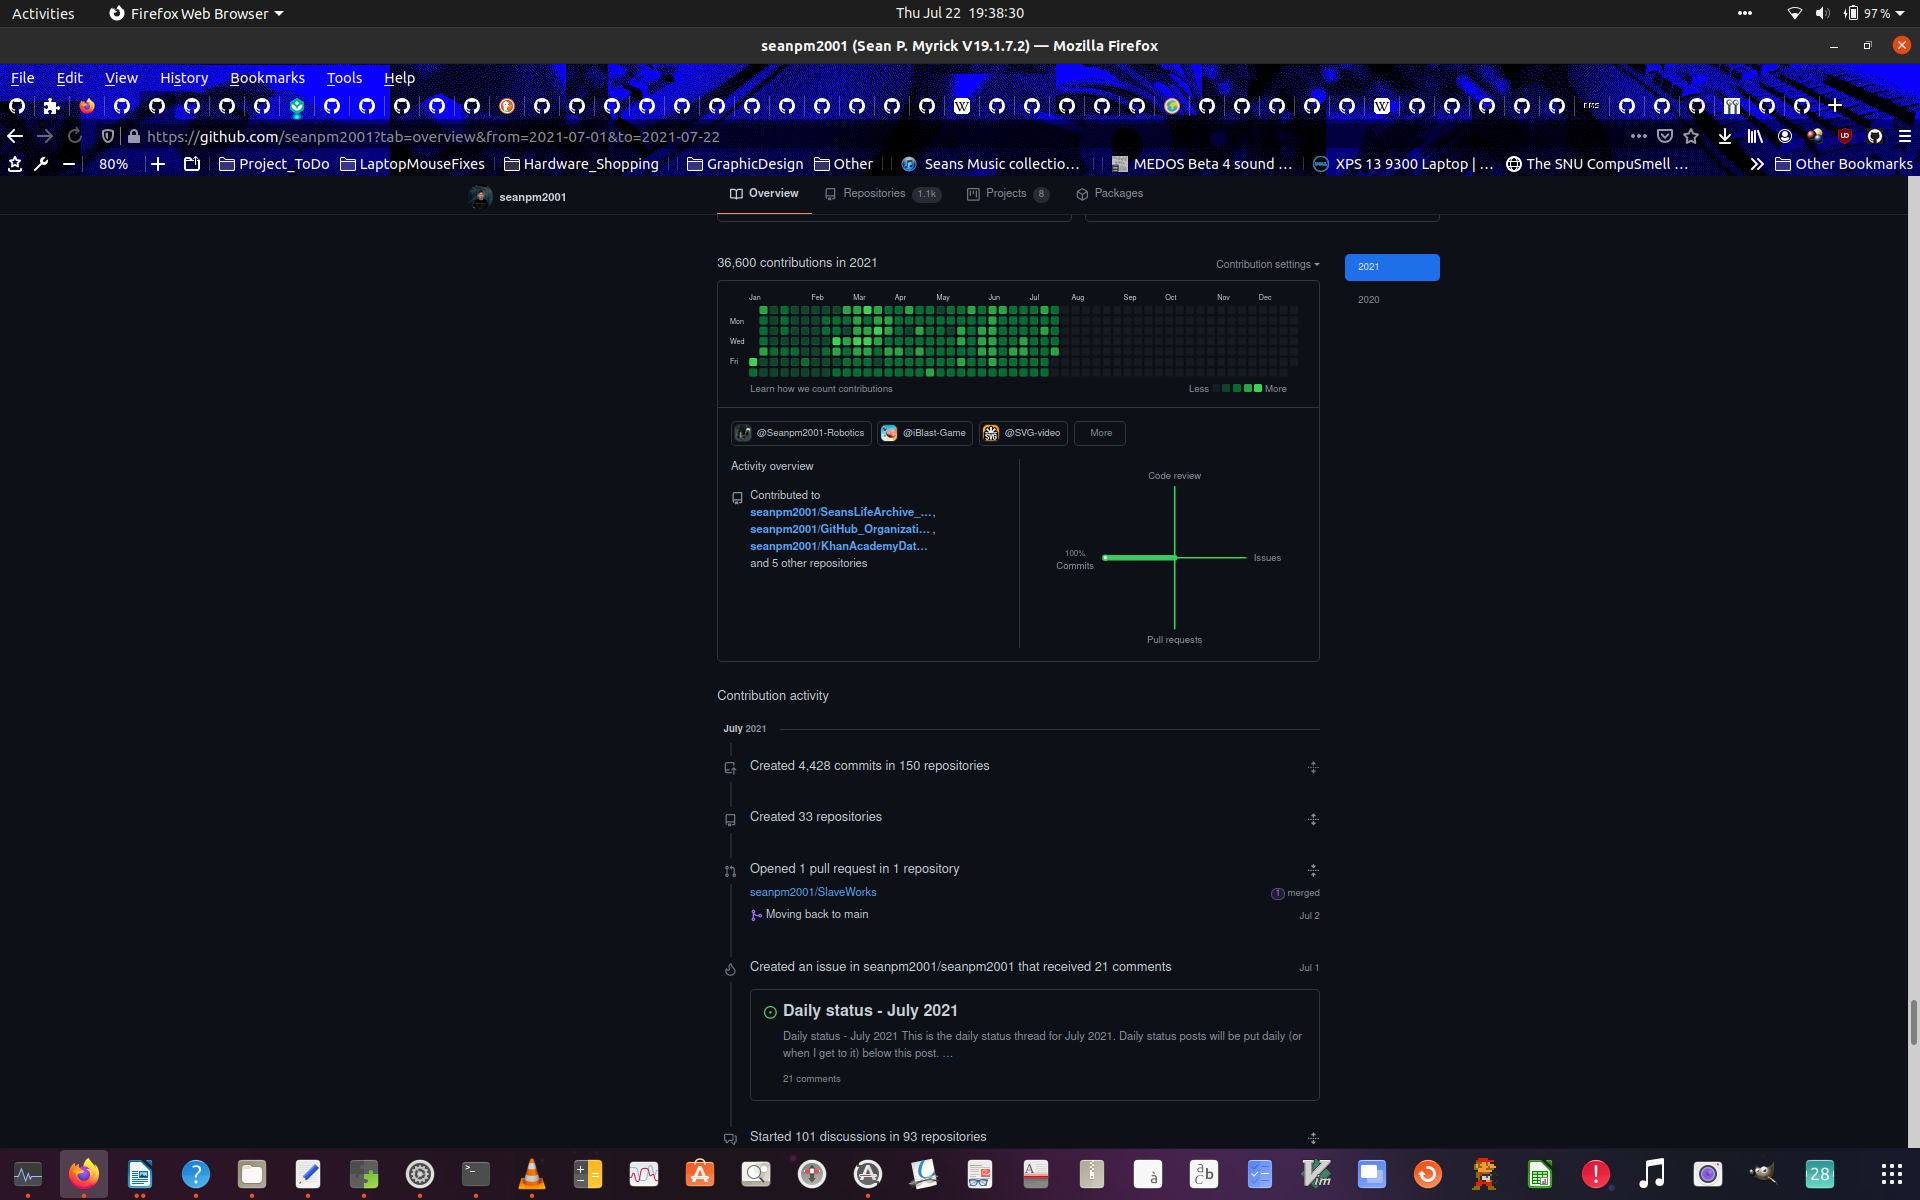 Activities
Firefox Web Browser
Thu Jul 22 19:38:30
97 %
seanpm2001 (Sean P. Myrick V19.1.7.2) — Mozilla Firefox
File Edit View History Bookmarks Tools Help
https://github.com/seanpm2001?tab=overview&from=2021-07-01&to=2021-07-22
80% Project_ToDo LaptopMouseFixes Hardware_Shopping GraphicDesign Other Seans Music collectio… MEDOS Beta 4 sound … XPS 13 9300 Laptop | … The SNU CompuSmell … Other Bookmarks
seanpm2001
Overview
Repositories 1.1k
Projects 8
Packages
36,600 contributions in 2021
Contribution settings
2021
2020
Jan Feb Mar Apr May Jun Jul Aug Sep Oct Nov Dec
Mon
Wed
Fri
Learn how we count contributions
Less More
@Seanpm2001-Robotics
@iBlast-Game
@SVG-video
More
Activity overview
Contributed to
seanpm2001/SeansLifeArchive_…,
seanpm2001/GitHub_Organizati… ,
seanpm2001/KhanAcademyDat…
and 5 other repositories
Code review
100%
Commits
Issues
Pull requests
Contribution activity
July 2021
Created 4,428 commits in 150 repositories
Created 33 repositories
Opened 1 pull request in 1 repository
seanpm2001/SlaveWorks
1 merged
Moving back to main
Jul 2
Created an issue in seanpm2001/seanpm2001 that received 21 comments
Jul 1
Daily status - July 2021
Daily status - July 2021 This is the daily status thread for July 2021. Daily status posts will be put daily (or
when I get to it) below this post. …
21 comments
Started 101 discussions in 93 repositories
28